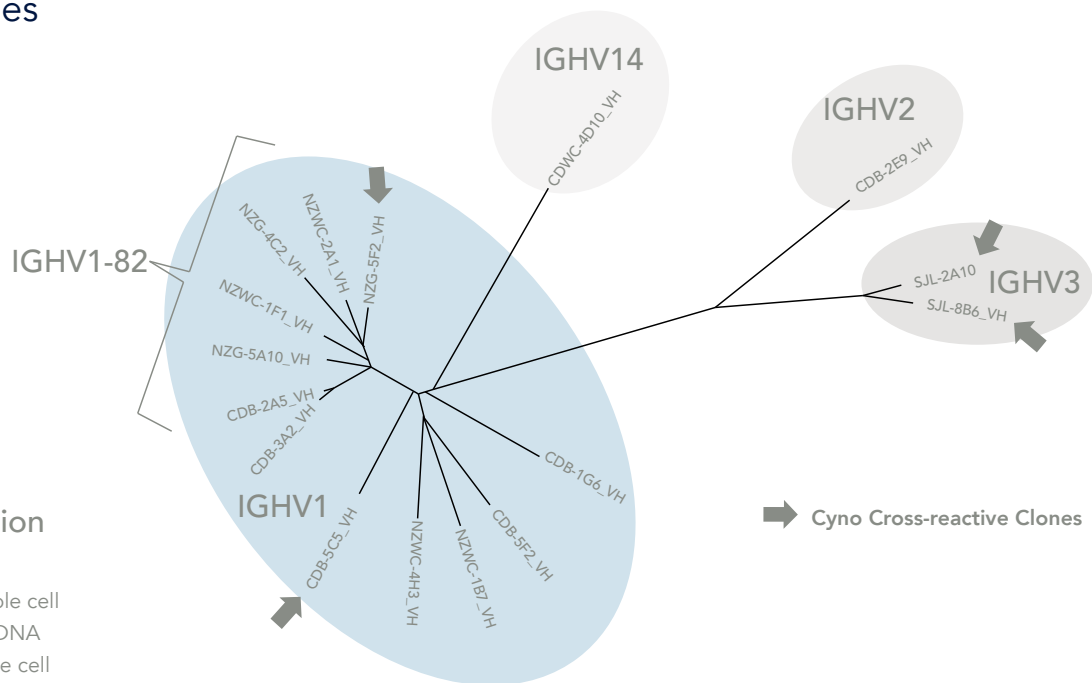 es
IGHV14
CDWC-4D10_VH
IGHV2
CDB-2E9_VH
IGHV3
SJL-2A10
SJL-8B6_VH
IGHV1-82
NZG-4C2_VH
NZWC-2A1_VH
NZG-5F2_VH
NZWC-1F1_VH
NZG-5A10_VH
CDB-2A5_VH
CDB-3A2_VH
IGHV1
CDB-5C5_VH
NZWC-4H3_VH
NZWC-1B7_VH
CDB-5F2_VH
CDB-1G6_VH
Cyno Cross-reactive Clones
ion
le cell
DNA
e cell